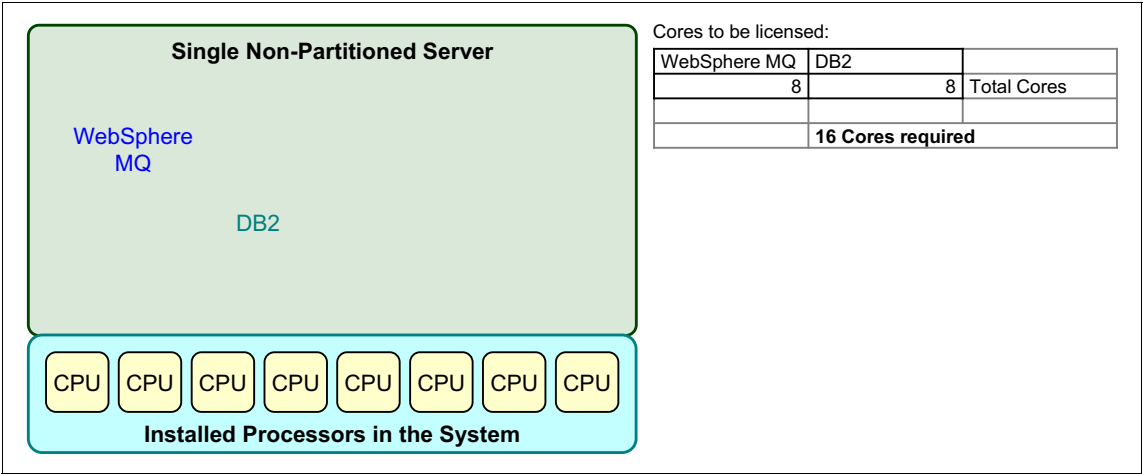 Single Non-Partitioned Server
WebSphere
MQ
DB2
CPU CPU CPU CPU CPU CPU CPU CPU
Installed Processors in the System
Cores to be licensed:
WebSphere MQ DB2
8 8 Total Cores
16 Cores required